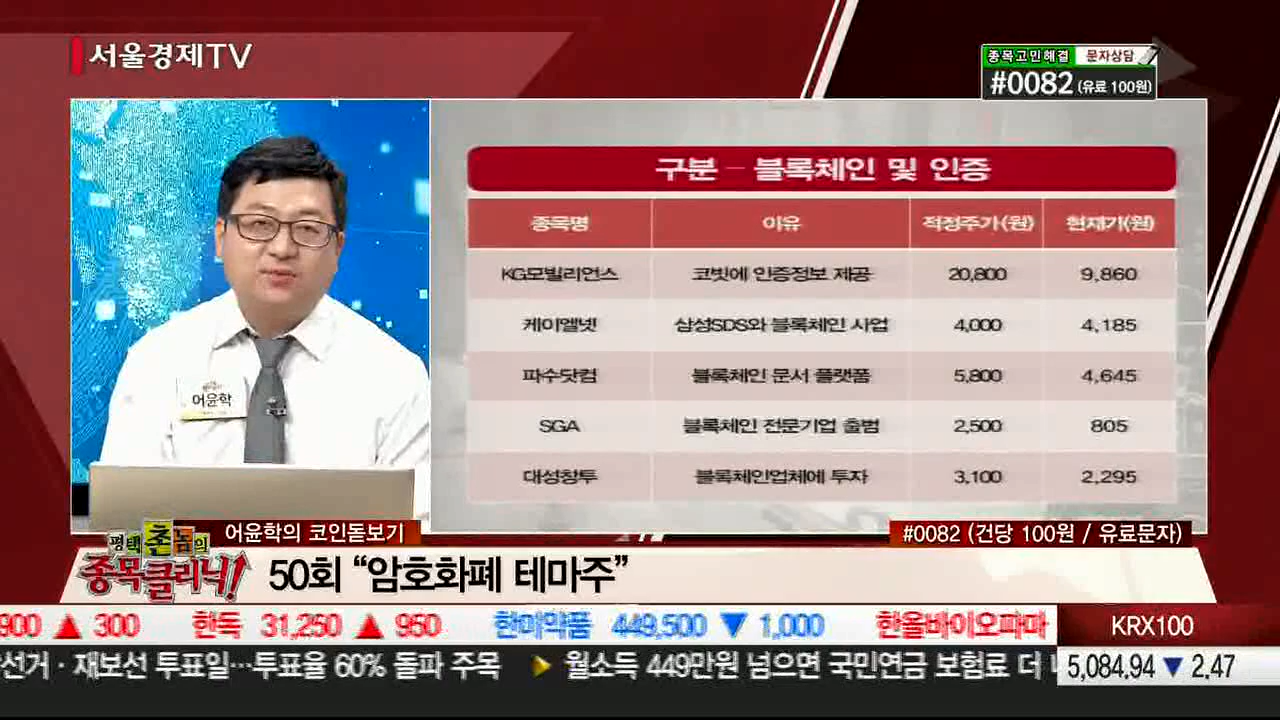 서울경제TV
종목고민해결 문자상담
#0082 (유료 100원)
구분 - 블록체인 및 인증
종목명 이유 적정주가(원) 현재가(원)
KG모빌리언스 코빗에 인증정보 제공 20,800 9,860
케이엘넷 삼성SDS와 블록체인 사업 4,000 4,185
파수닷컴 블록체인 문서 플랫폼 5,800 4,645
SGA 블록체인 전문기업 출범 2,500 805
대성창투 블록체인업체에 투자 3,100 2,295
어윤학
평택촌놈의
종목클리닉!
어윤학의 코인돋보기
#0082 (건당 100원 / 유료문자)
50회 “암호화폐 테마주”
900 ▲ 300 한독 31,250 ▲ 950 한미약품 449,500 ▼ 1,000 한올바이오파마
KRX100
선거·재보선 투표일…투표율 60% 돌파 주목 ▶ 월소득 449만원 넘으면 국민연금 보험료 더
5,084.94 ▼ 2.47